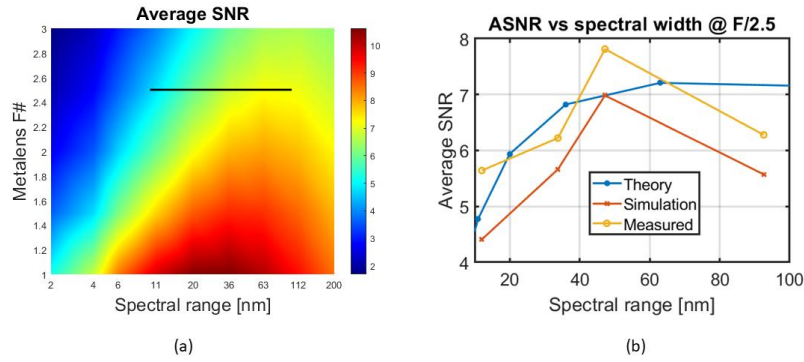 Average SNR
Metalens F#
3
2.8
2.6
2.4
2.2
2
1.8
1.6
1.4
1.2
1
2 4 6 11 20 36 63 112 200
Spectral range [nm]
10
9
8
7
6
5
4
3
2
(a)
ASNR vs spectral width @ F/2.5
Average SNR
8
7
6
5
4
Theory
Simulation
Measured
20 40 60 80 100
Spectral range [nm]
(b)